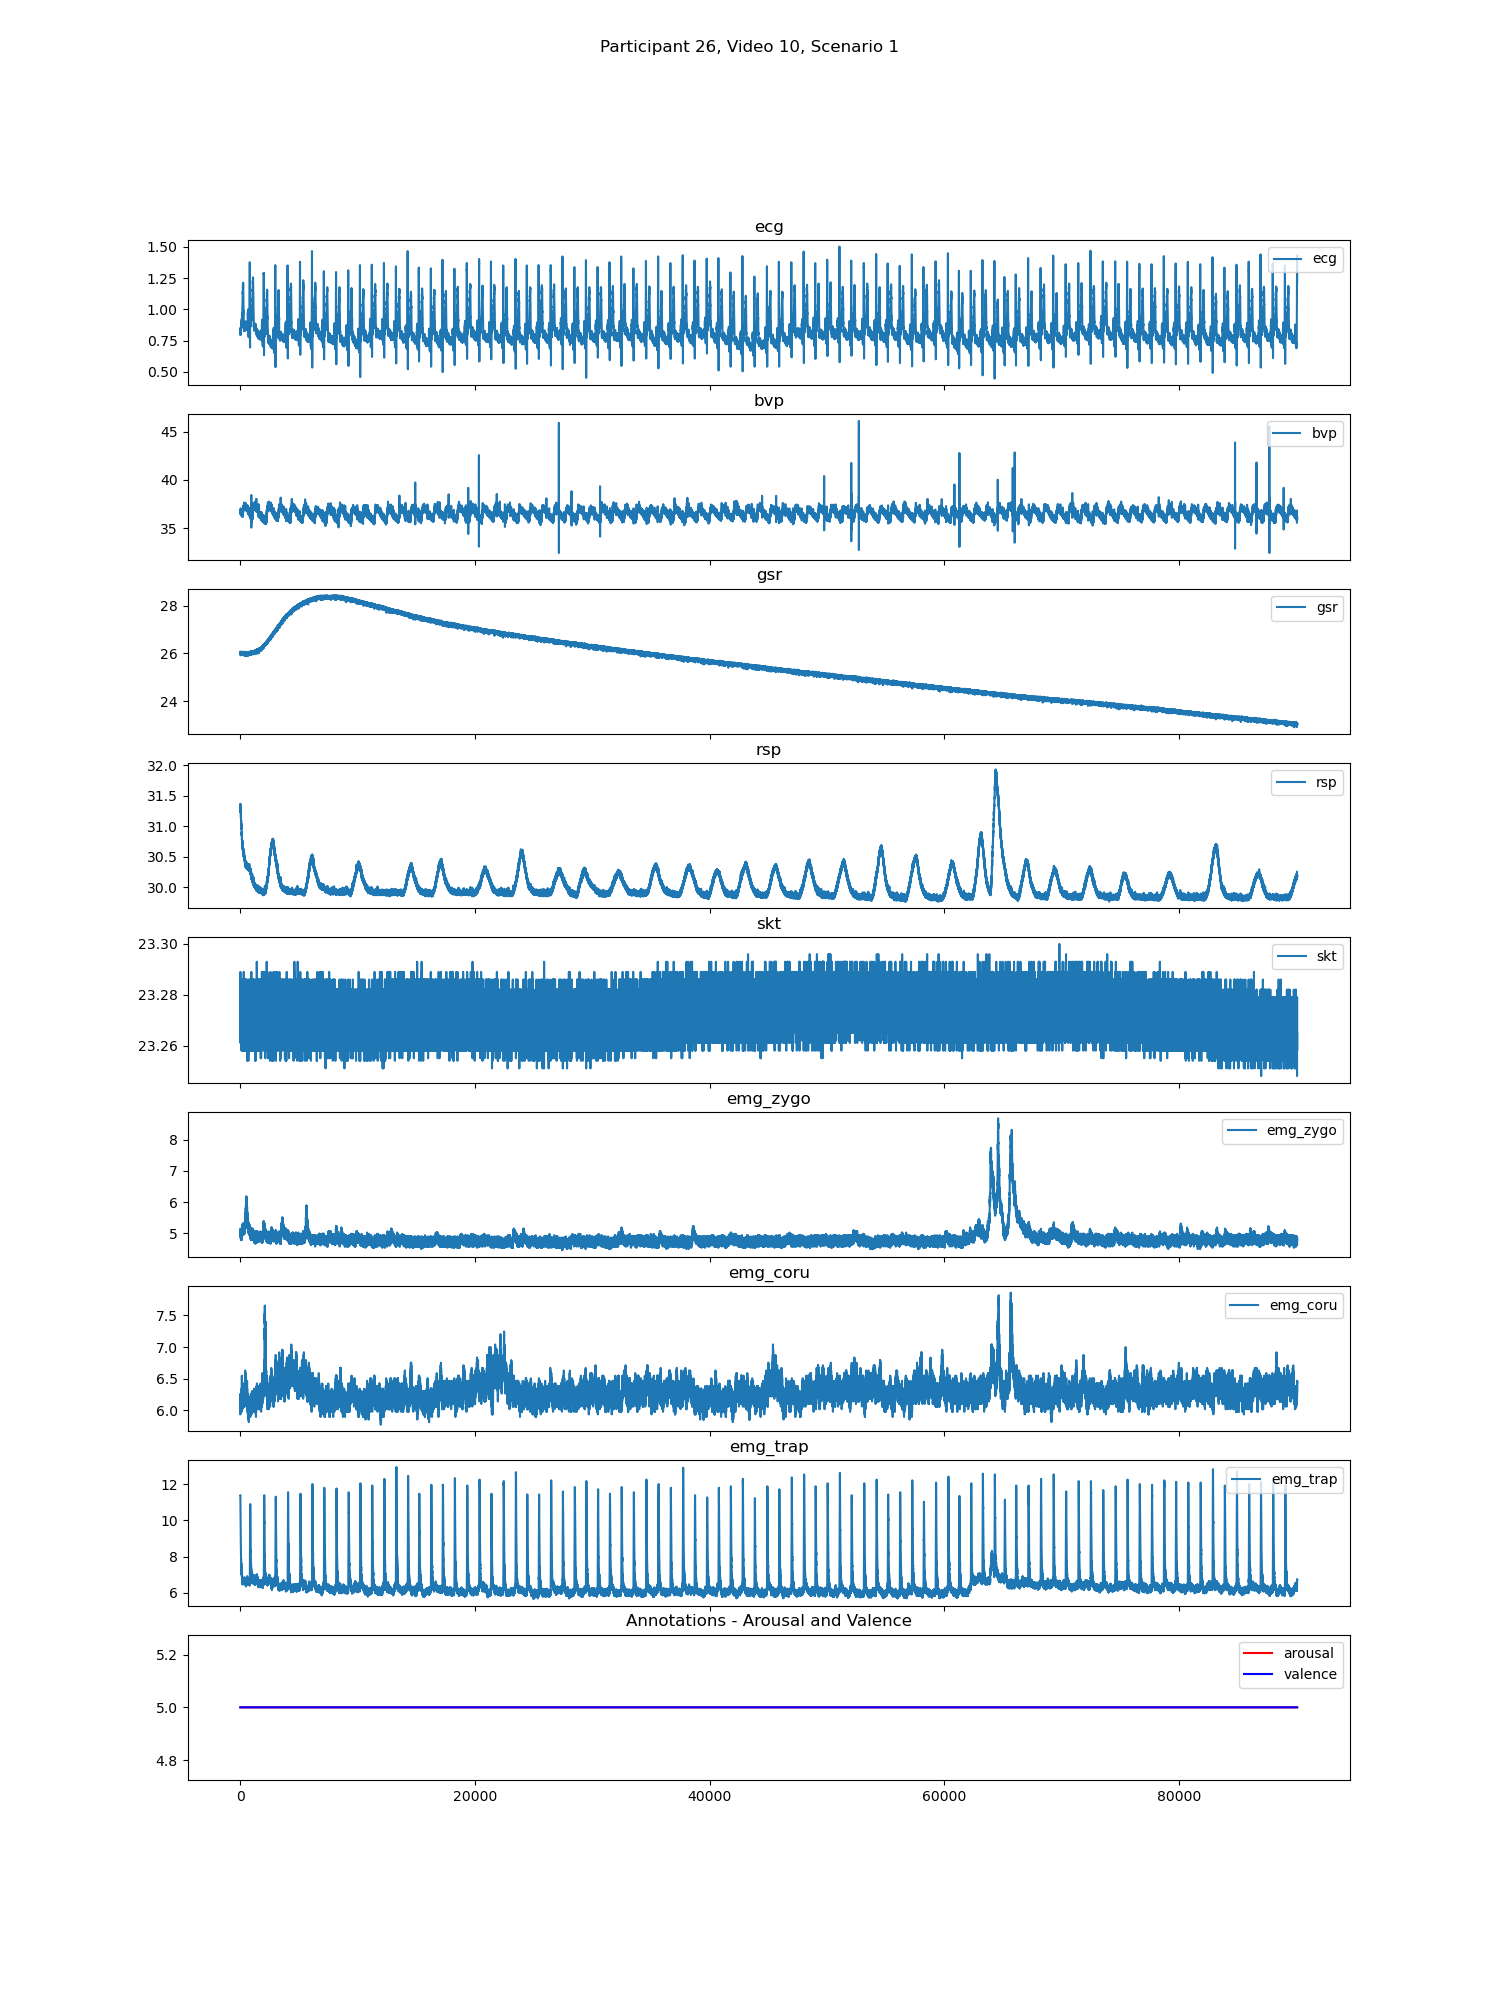 Participant 26, Video 10, Scenario 1
ecg
1.50
1.25
1.00
0.75
0.50
ecg
bvp
45
40
35
bvp
gsr
28
26
24
gsr
rsp
32.0
31.5
31.0
30.5
30.0
rsp
skt
23.30
23.28
23.26
skt
emg_zygo
8
7
6
5
emg_zygo
emg_coru
7.5
7.0
6.5
6.0
emg_coru
emg_trap
12
10
8
6
emg_trap
Annotations - Arousal and Valence
5.2
5.0
4.8
arousal
valence
0 20000 40000 60000 80000